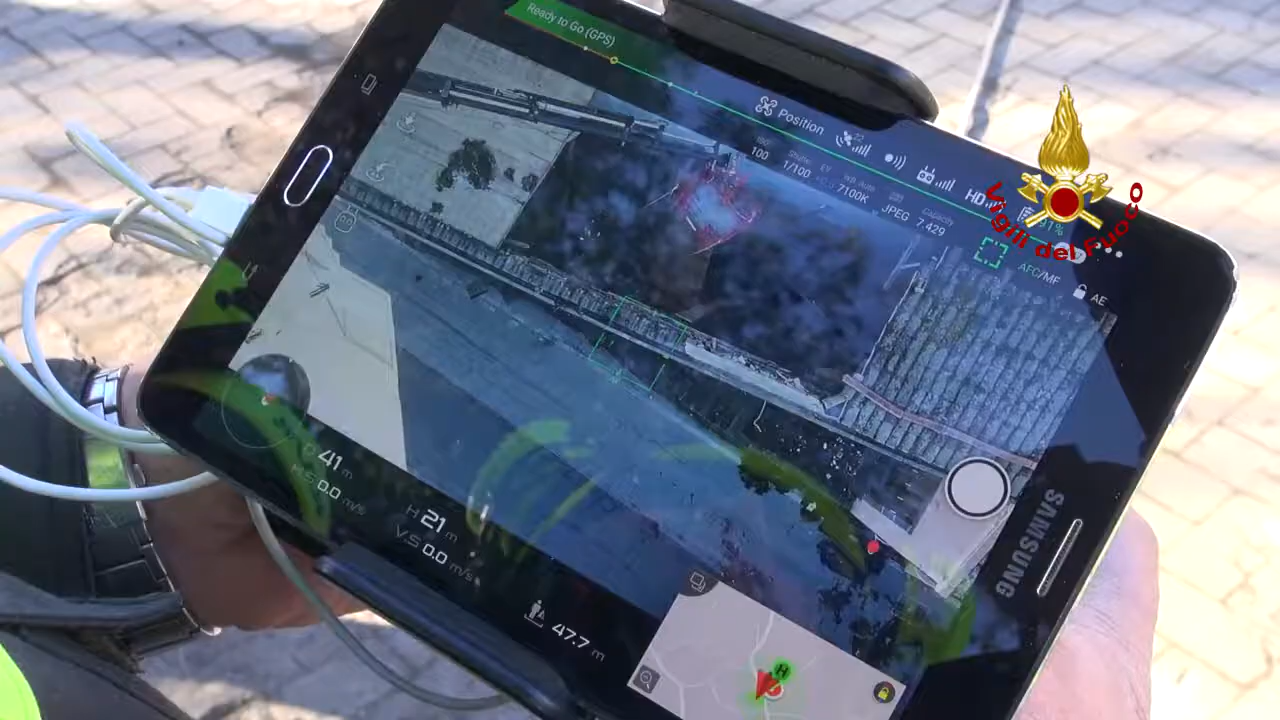 Ready to Go (GPS)
Position
HD
91%
ISO
100
Shutter
1/100
EV
WB Auto
7100K
JPEG
Capacity
7.429
AFC/MF
AE
D 41 m
H.S 0.0 m/s
H 21 m
V.S 0.0 m/s
47.7 m
H
SAMSUNG
Vigili del Fuoco